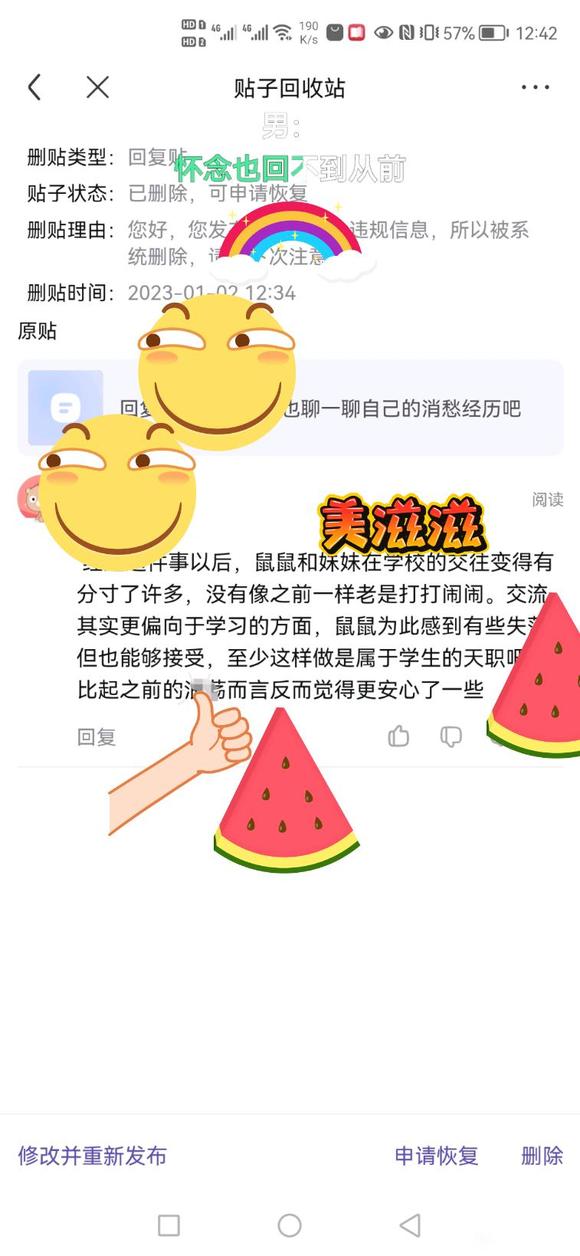 HD 1 HD 2 4G 4G 190 K/s 57% 12:42
贴子回收站
男：
删贴类型：回复贴
怀念也回不到从前
贴子状态：已删除，可申请恢复
删贴理由：您好，您发 违规信息，所以被系
统删除，请 次注意
删贴时间：2023-01-02 12:34
原贴
回复 也聊一聊自己的消愁经历吧
阅读
美滋滋
件事以后，鼠鼠和妹妹在学校的交往变得有
分寸了许多，没有像之前一样老是打打闹闹。交流
其实更偏向于学习的方面，鼠鼠为此感到有些失
但也能够接受，至少这样做是属于学生的天职
比起之前的 而言反而觉得更安心了一些
回复
修改并重新发布 申请恢复 删除